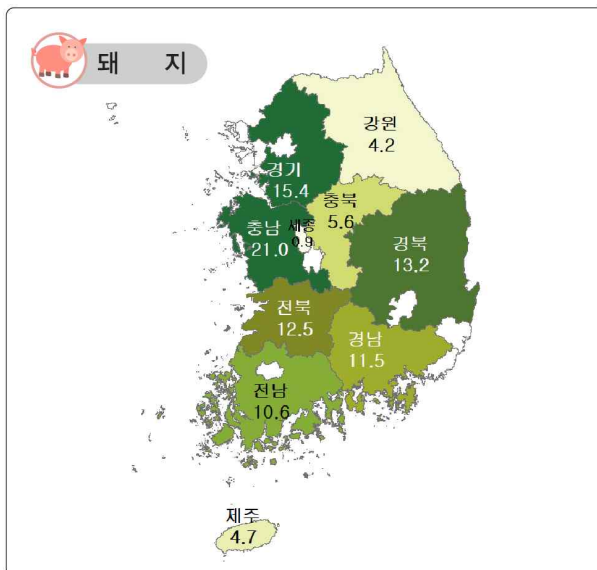 돼 지
강원
4.2
경기
15.4
충북
5.6
세종
0.9
충남
21.0
경북
13.2
전북
12.5
경남
11.5
전남
10.6
제주
4.7